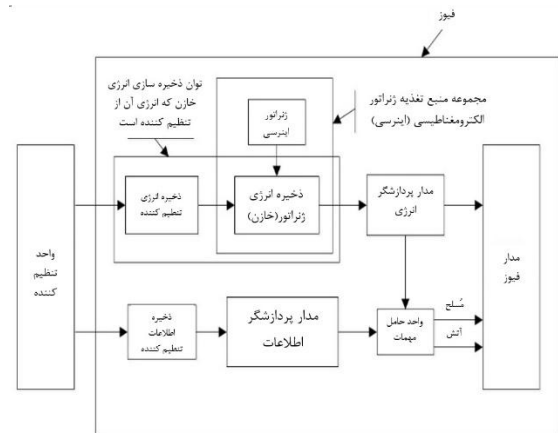 فیوز
توان ذخیره سازی انرژی
خازن که انرژی آن از
تنظیم کننده است
مجموعه منبع تغذیه ژنراتور
الکترومغناطیسی (اینرسی)
ژنراتور
اینرسی
ذخیره انرژی
تنظیم کننده
ذخیره انرژی
ژنراتور(خازن)
مدار پردازشگر
انرژی
واحد
تنظیم
کننده
مدار
فیوز
ذخیره
اطلاعات
تنظیم کننده
مدار پردازشگر
اطلاعات
واحد حامل
مهمات
مُسلح
آتش